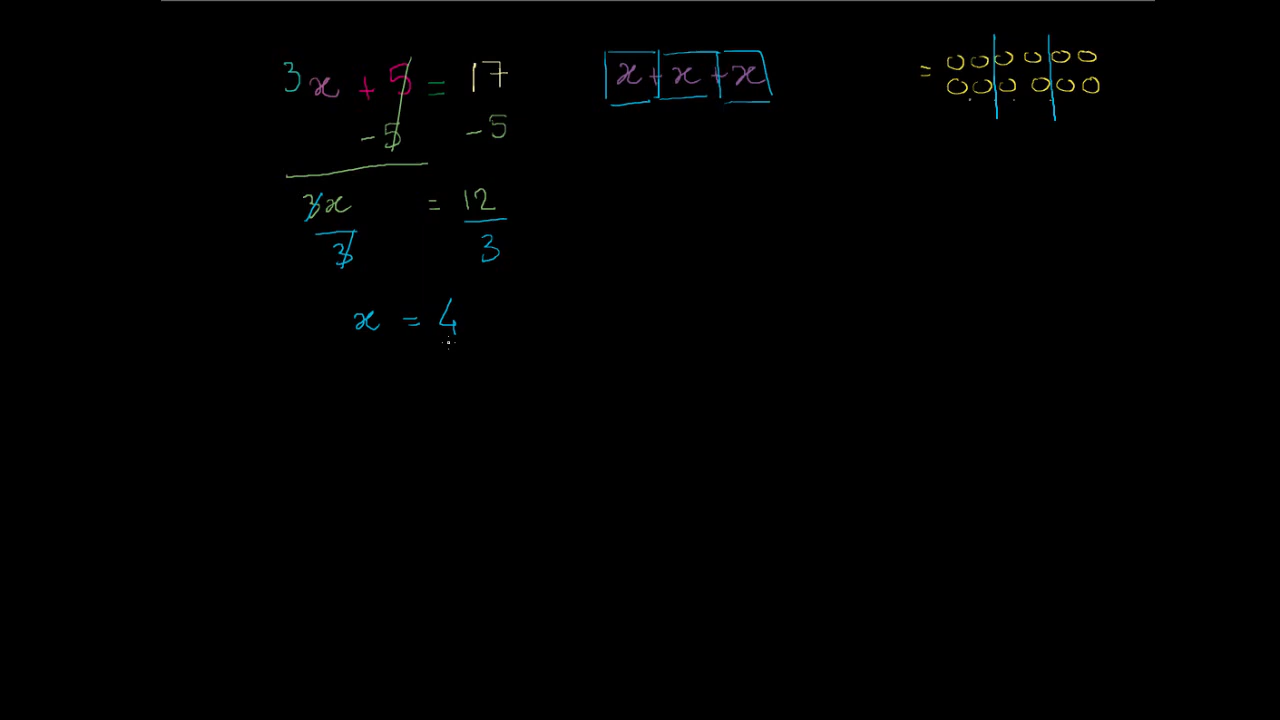 3x + 5 = 17
x + x + x =
-5 -5
3x = 12
3 3
x = 4